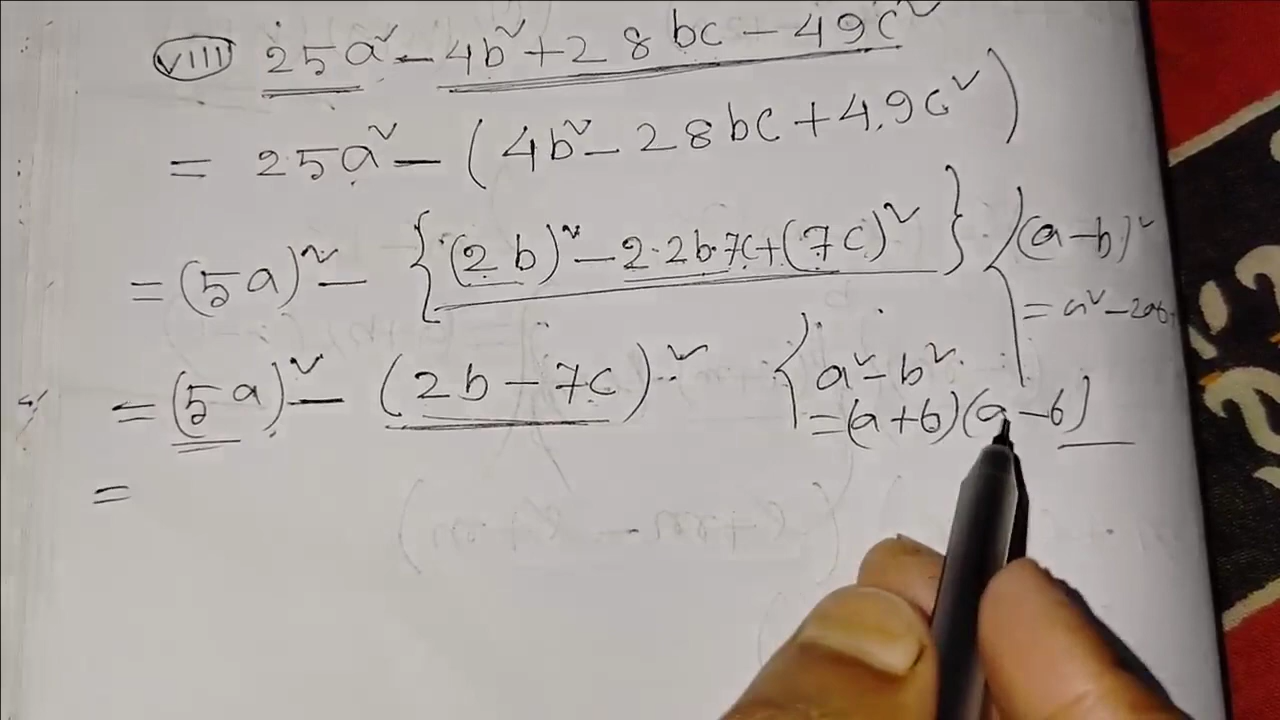 (viii) 25a² - 4b² + 28bc - 49c²
= 25a² - (4b² - 28bc + 49c²)
= (5a)² - {(2b)² - 2·2b·7c + (7c)²} {(a-b)²
= a² - 2ab+
= (5a)² - (2b - 7c)² {a² - b²
= (a+b)(a-b)
=